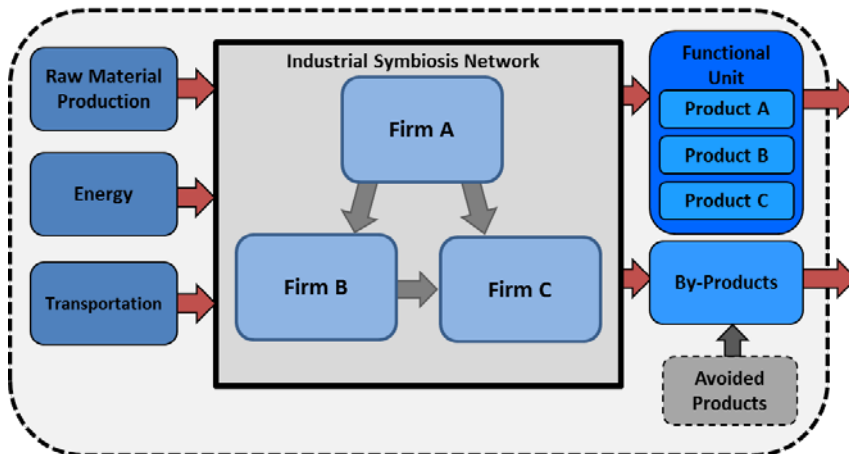 Raw Material
Production
Energy
Transportation
Industrial Symbiosis Network
Firm A
Firm B
Firm C
Functional
Unit
Product A
Product B
Product C
By-Products
Avoided
Products